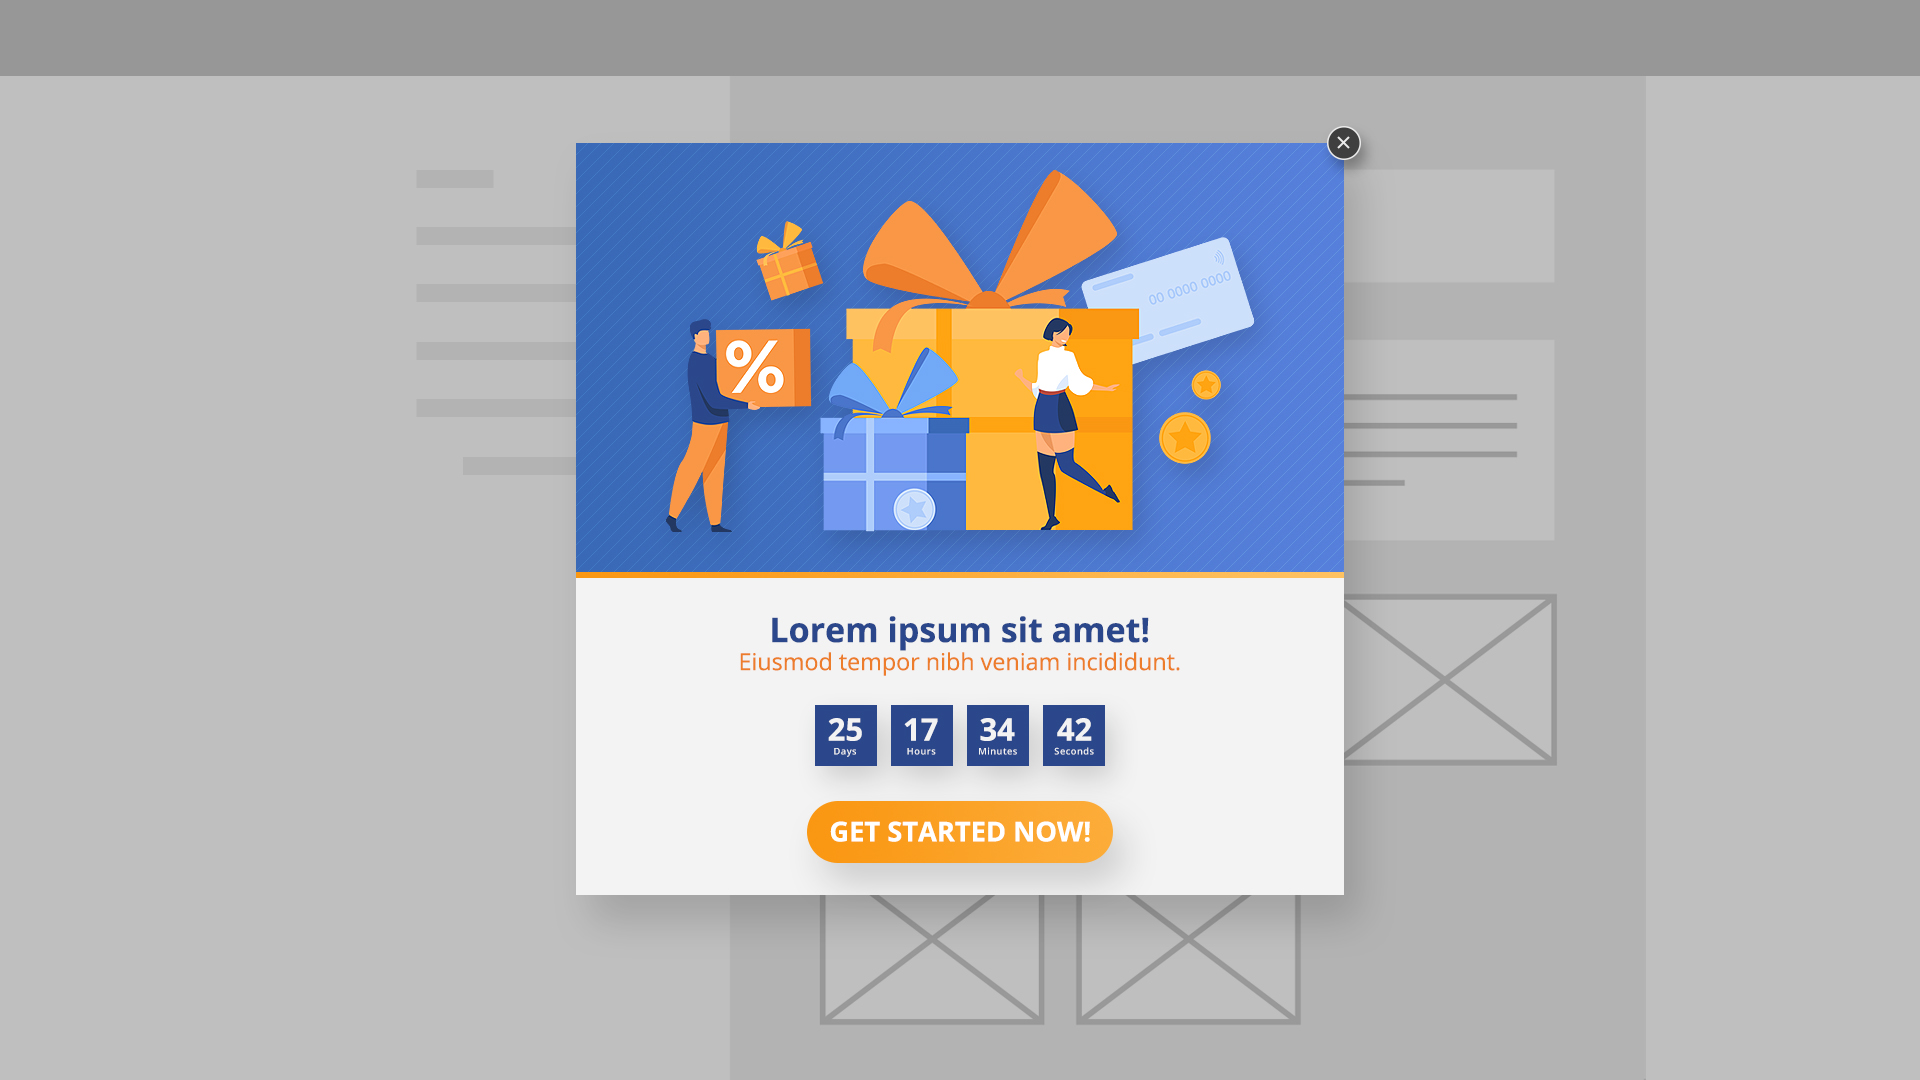 %
00 0000 0000
Lorem ipsum sit amet!
Eiusmod tempor nibh veniam incididunt.
25 17 34 42
Days Hours Minutes Seconds
GET STARTED NOW!